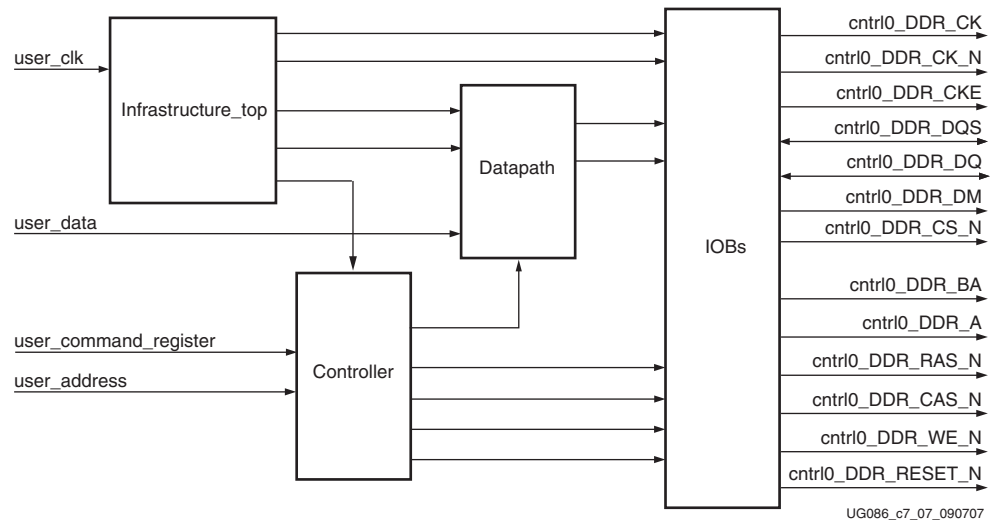 user_clk
Infrastructure_top
user_data
user_command_register
user_address
Controller
Datapath
IOBs
cntrl0_DDR_CK
cntrl0_DDR_CK_N
cntrl0_DDR_CKE
cntrl0_DDR_DQS
cntrl0_DDR_DQ
cntrl0_DDR_DM
cntrl0_DDR_CS_N
cntrl0_DDR_BA
cntrl0_DDR_A
cntrl0_DDR_RAS_N
cntrl0_DDR_CAS_N
cntrl0_DDR_WE_N
cntrl0_DDR_RESET_N
UG086_c7_07_090707